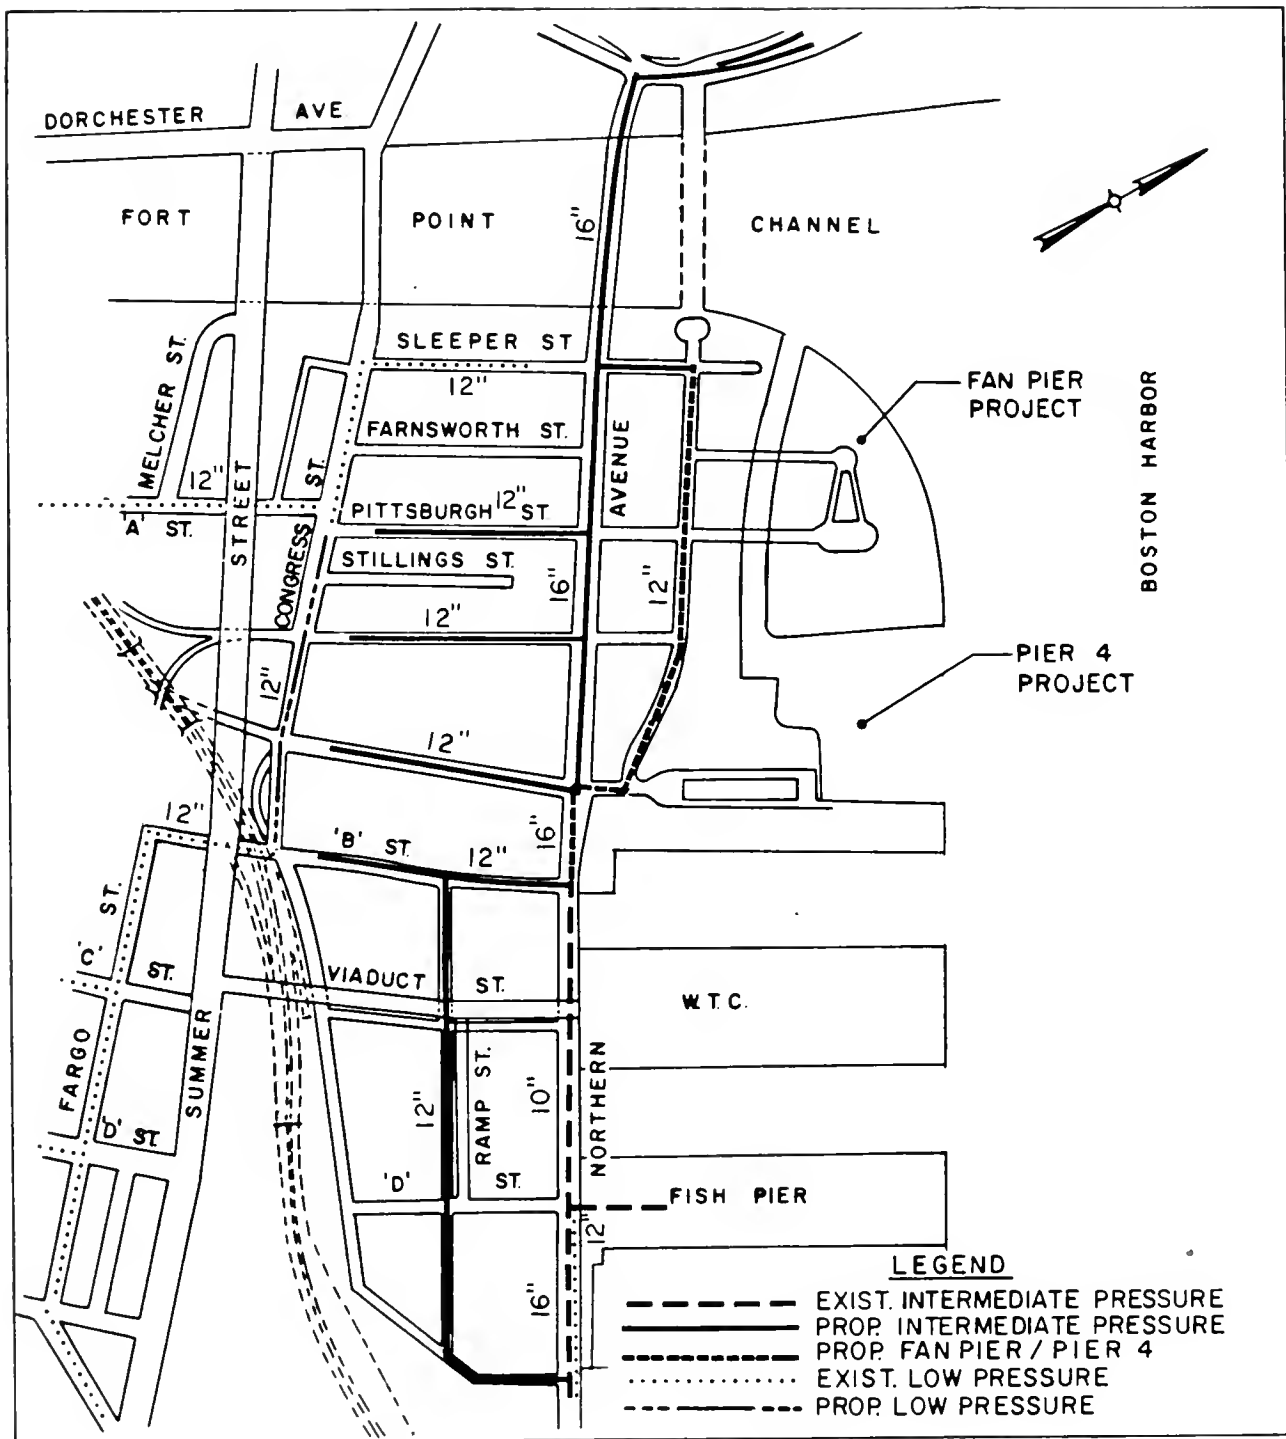 DORCHESTER AVE
FORT POINT CHANNEL
16"
SLEEPER ST
12"
MELCHER ST.
FAN PIER
PROJECT
BOSTON HARBOR
FARNSWORTH ST.
AVENUE
12"
ST.
PITTSBURGH 12" ST.
'A' ST.
STREET
CONGRESS
STILLINGS ST.
16"
12"
12"
PIER 4
PROJECT
12"
12"
12"
'B' ST.
12"
16"
ST.
'C' ST.
VIADUCT ST.
W.T.C.
FARGO
SUMMER
12"
RAMP ST.
10"
NORTHERN
'D' ST.
'D' ST.
FISH PIER
12"
16"
LEGEND
EXIST. INTERMEDIATE PRESSURE
PROP. INTERMEDIATE PRESSURE
PROP. FAN PIER / PIER 4
EXIST. LOW PRESSURE
PROP. LOW PRESSURE